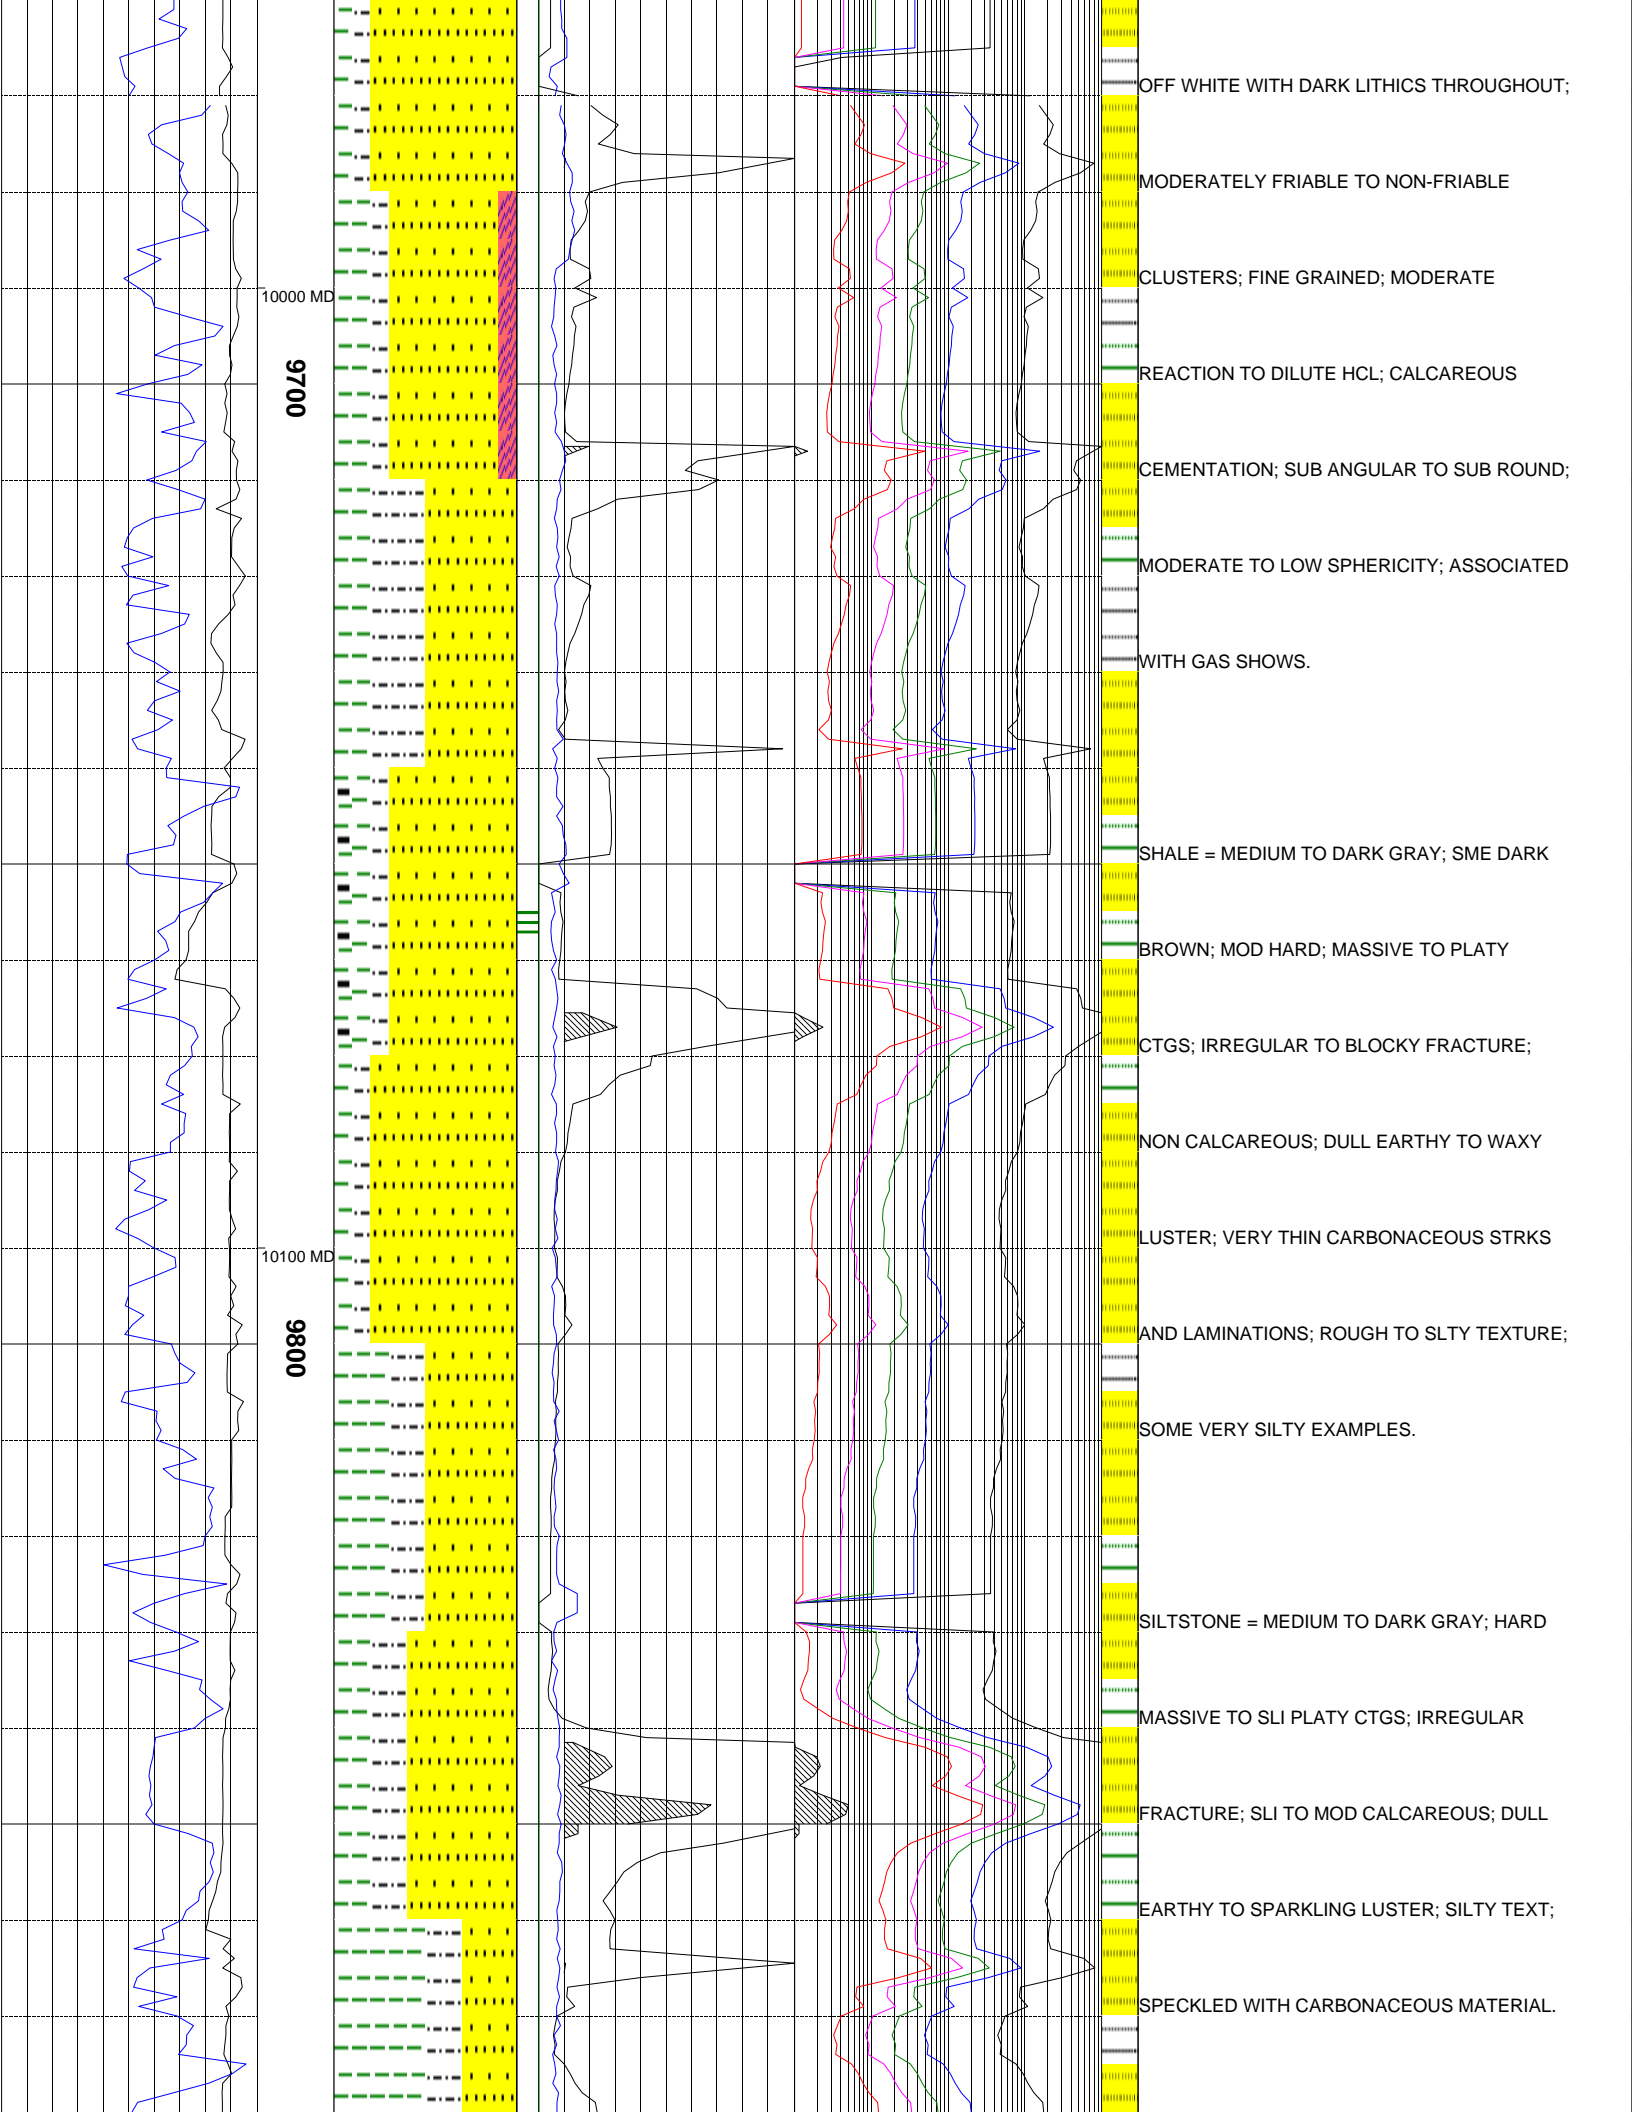 OFF WHITE WITH DARK LITHICS THROUGHOUT;
MODERATELY FRIABLE TO NON-FRIABLE
CLUSTERS; FINE GRAINED; MODERATE
10000 MD
9700
REACTION TO DILUTE HCL; CALCAREOUS
CEMENTATION; SUB ANGULAR TO SUB ROUND;
MODERATE TO LOW SPHERICITY; ASSOCIATED
WITH GAS SHOWS.
SHALE = MEDIUM TO DARK GRAY; SME DARK
BROWN; MOD HARD; MASSIVE TO PLATY
CTGS; IRREGULAR TO BLOCKY FRACTURE;
NON CALCAREOUS; DULL EARTHY TO WAXY
LUSTER; VERY THIN CARBONACEOUS STRKS
10100 MD
9800
AND LAMINATIONS; ROUGH TO SLTY TEXTURE;
SOME VERY SILTY EXAMPLES.
SILTSTONE = MEDIUM TO DARK GRAY; HARD
MASSIVE TO SLI PLATY CTGS; IRREGULAR
FRACTURE; SLI TO MOD CALCAREOUS; DULL
EARTHY TO SPARKLING LUSTER; SILTY TEXT;
SPECKLED WITH CARBONACEOUS MATERIAL.